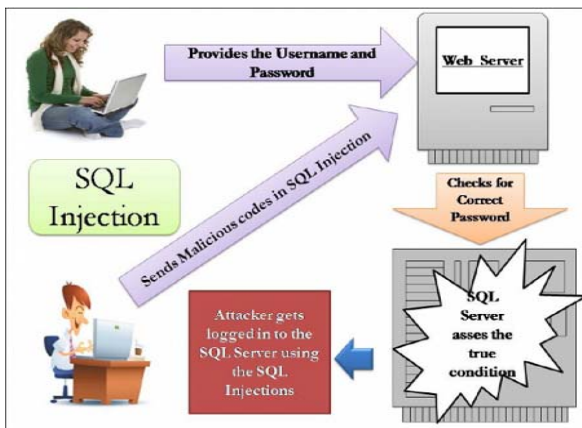 Provides the Username and
Password
Web Server
SQL
Injection
Sends Malicious codes in SQL Injection
Checks for
Correct
Password
SQL
Server
asses the
true
condition
Attacker gets
logged in to the
SQL Server using
the SQL
Injections